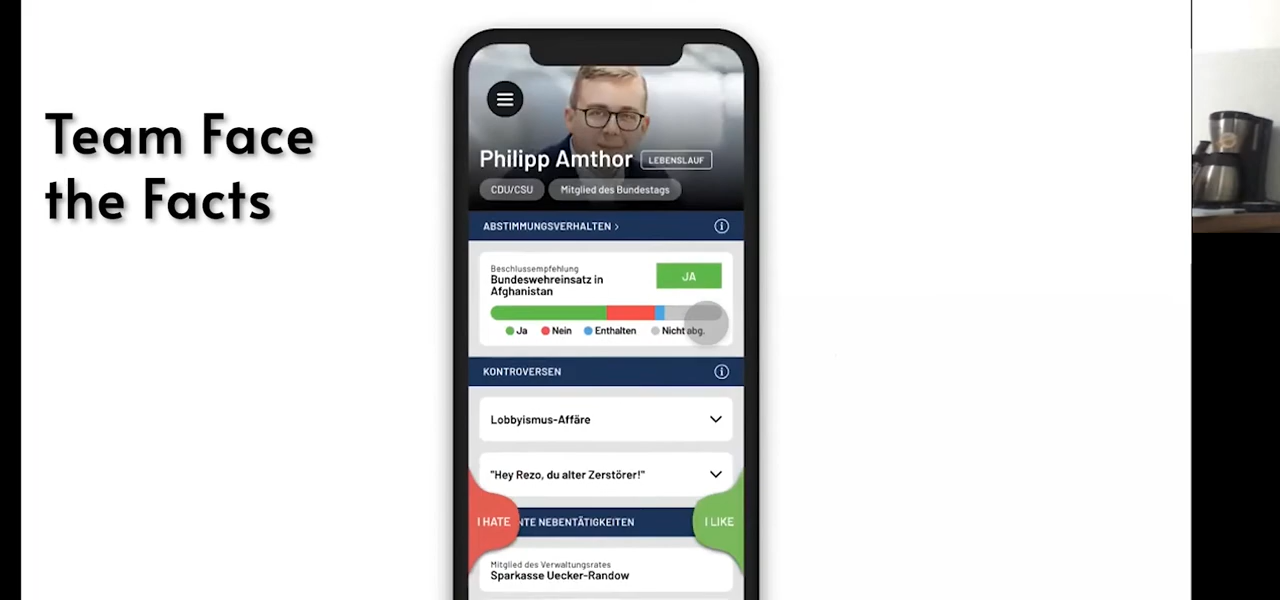 Team Face
the Facts
Philipp Amthor LEBENSLAUF
CDU/CSU Mitglied des Bundestags
ABSTIMMUNGSVERHALTEN ›
Beschlussempfehlung
Bundeswehreinsatz in
Afghanistan
JA
Ja Nein Enthalten Nicht abg.
KONTROVERSEN
Lobbyismus-Affäre
"Hey Rezo, du alter Zerstörer!"
I HATE NTE NEBENTÄTIGKEITEN I LIKE
Mitglied des Verwaltungsrates
Sparkasse Uecker-Randow